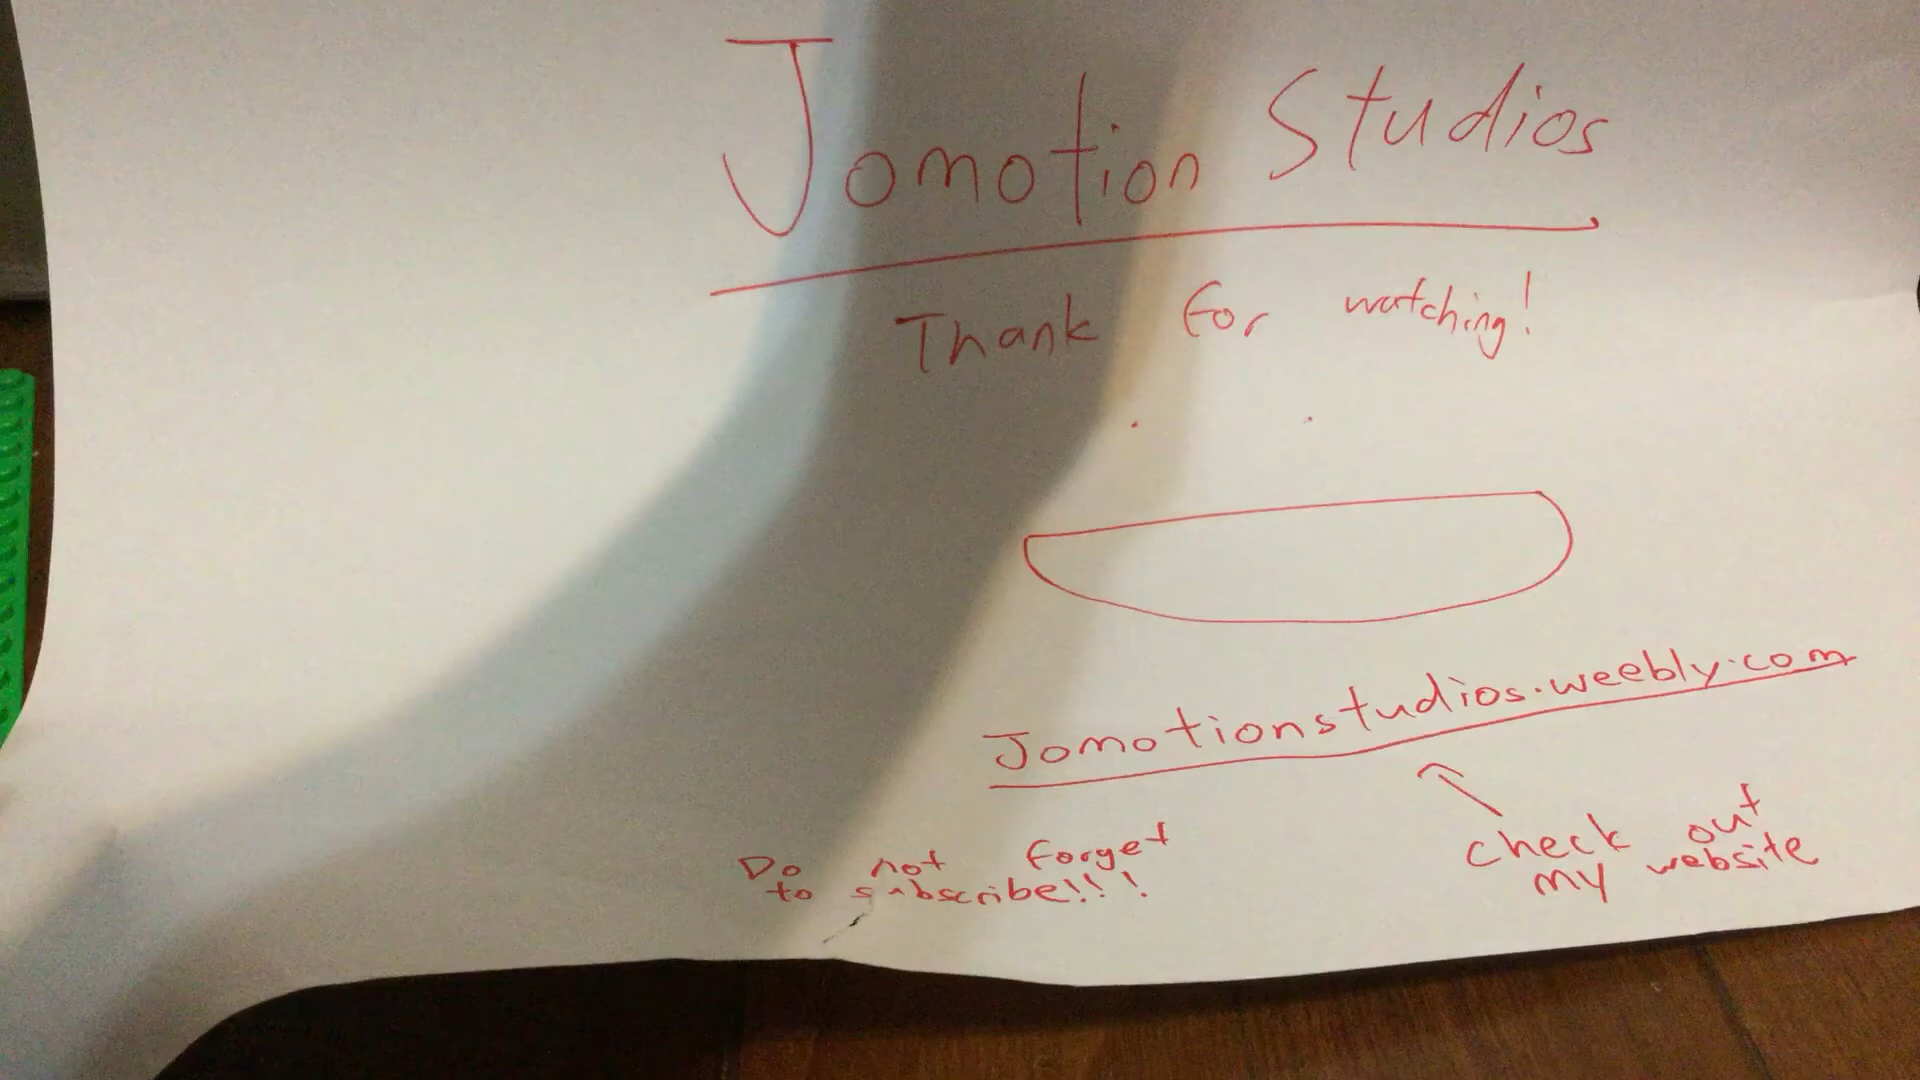 Jomotion Studios
Thank for watching!
Jomotionstudios.weebly.com
check out
my website
Do not forget
to subscribe!!!